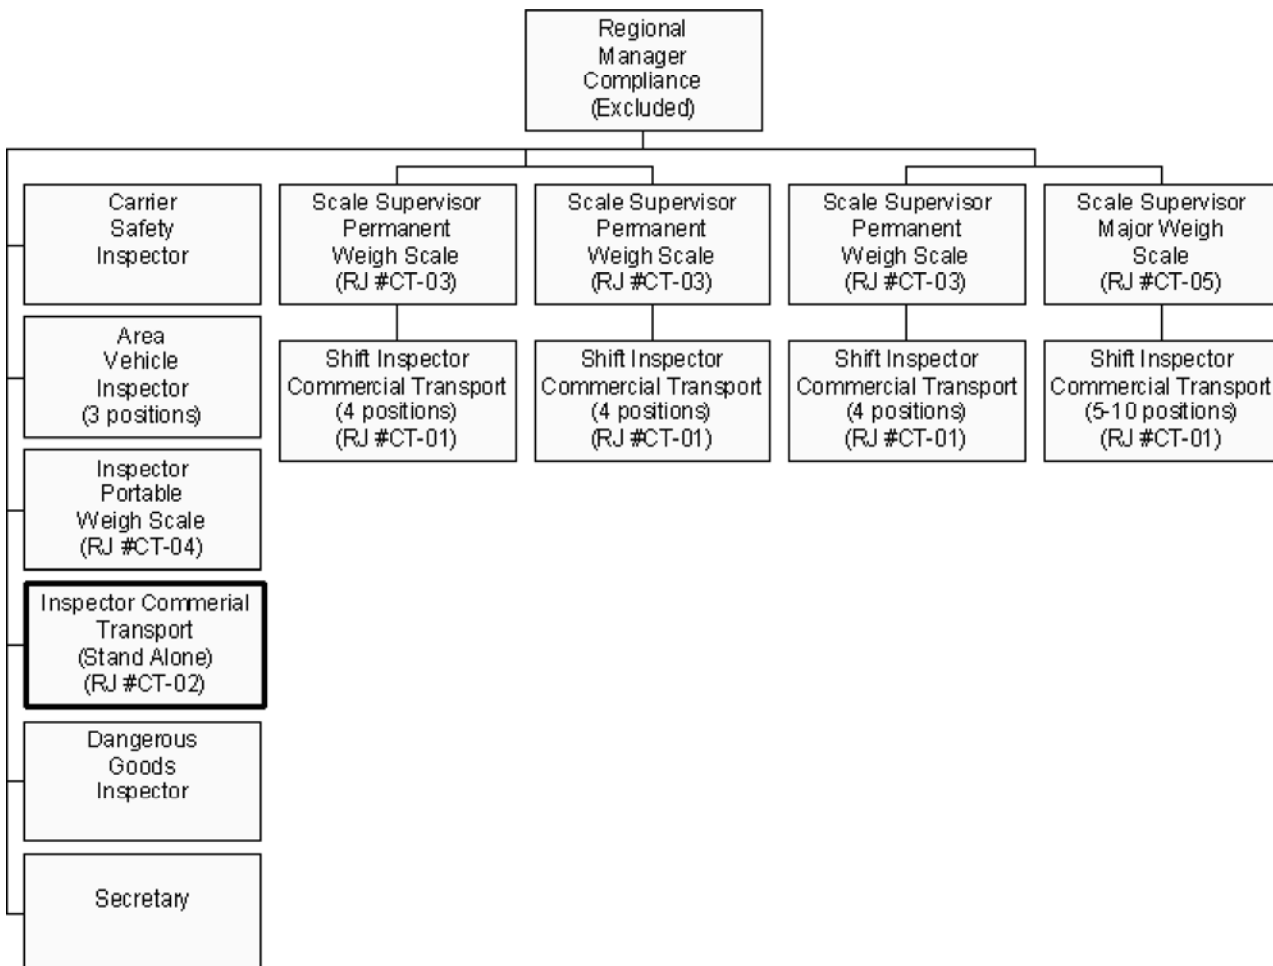 Regional
Manager
Compliance
(Excluded)
Carrier
Safety
Inspector
Scale Supervisor
Permanent
Weigh Scale
(RJ #CT-03)
Scale Supervisor
Permanent
Weigh Scale
(RJ #CT-03)
Scale Supervisor
Permanent
Weigh Scale
(RJ #CT-03)
Scale Supervisor
Major Weigh
Scale
(RJ #CT-05)
Area
Vehicle
Inspector
(3 positions)
Shift Inspector
Commercial Transport
(4 positions)
(RJ #CT-01)
Shift Inspector
Commercial Transport
(4 positions)
(RJ #CT-01)
Shift Inspector
Commercial Transport
(4 positions)
(RJ #CT-01)
Shift Inspector
Commercial Transport
(5-10 positions)
(RJ #CT-01)
Inspector
Portable
Weigh Scale
(RJ #CT-04)
Inspector Commerial
Transport
(Stand Alone)
(RJ #CT-02)
Dangerous
Goods
Inspector
Secretary